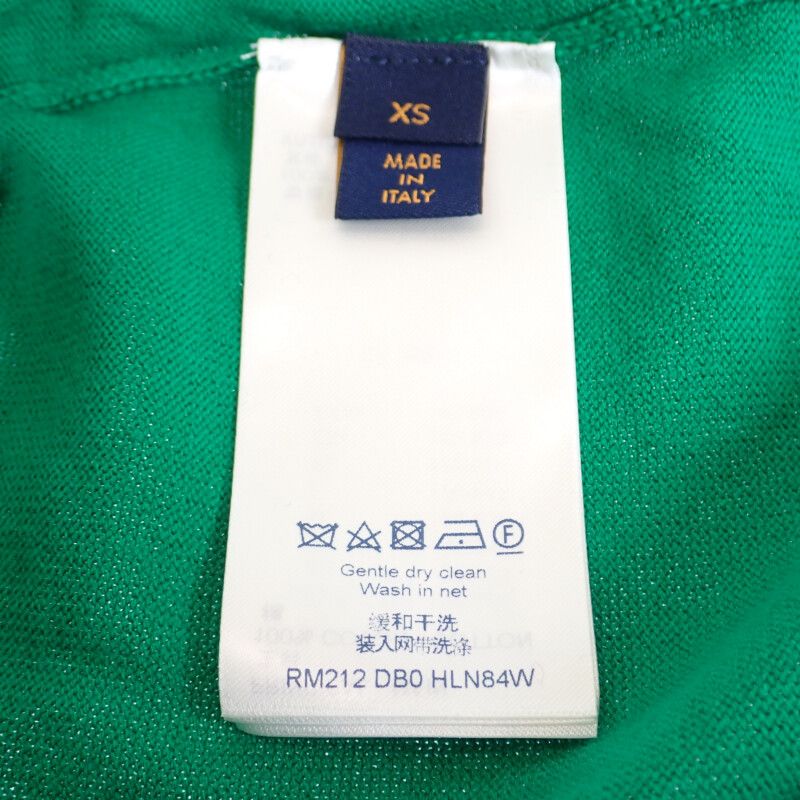 XS
MADE
IN
ITALY
Gentle dry clean
Wash in net
缓和干洗
装入网带洗涤
RM212 DB0 HLN84W